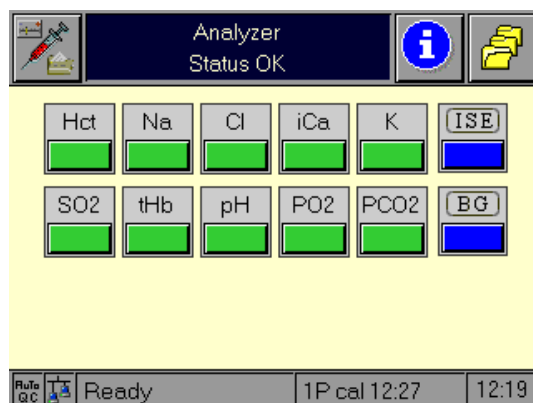 Analyzer
Status OK
Hct Na Cl iCa K ISE
SO2 tHb pH PO2 PCO2 BG
AuTo QC Ready 1P cal 12:27 12:19